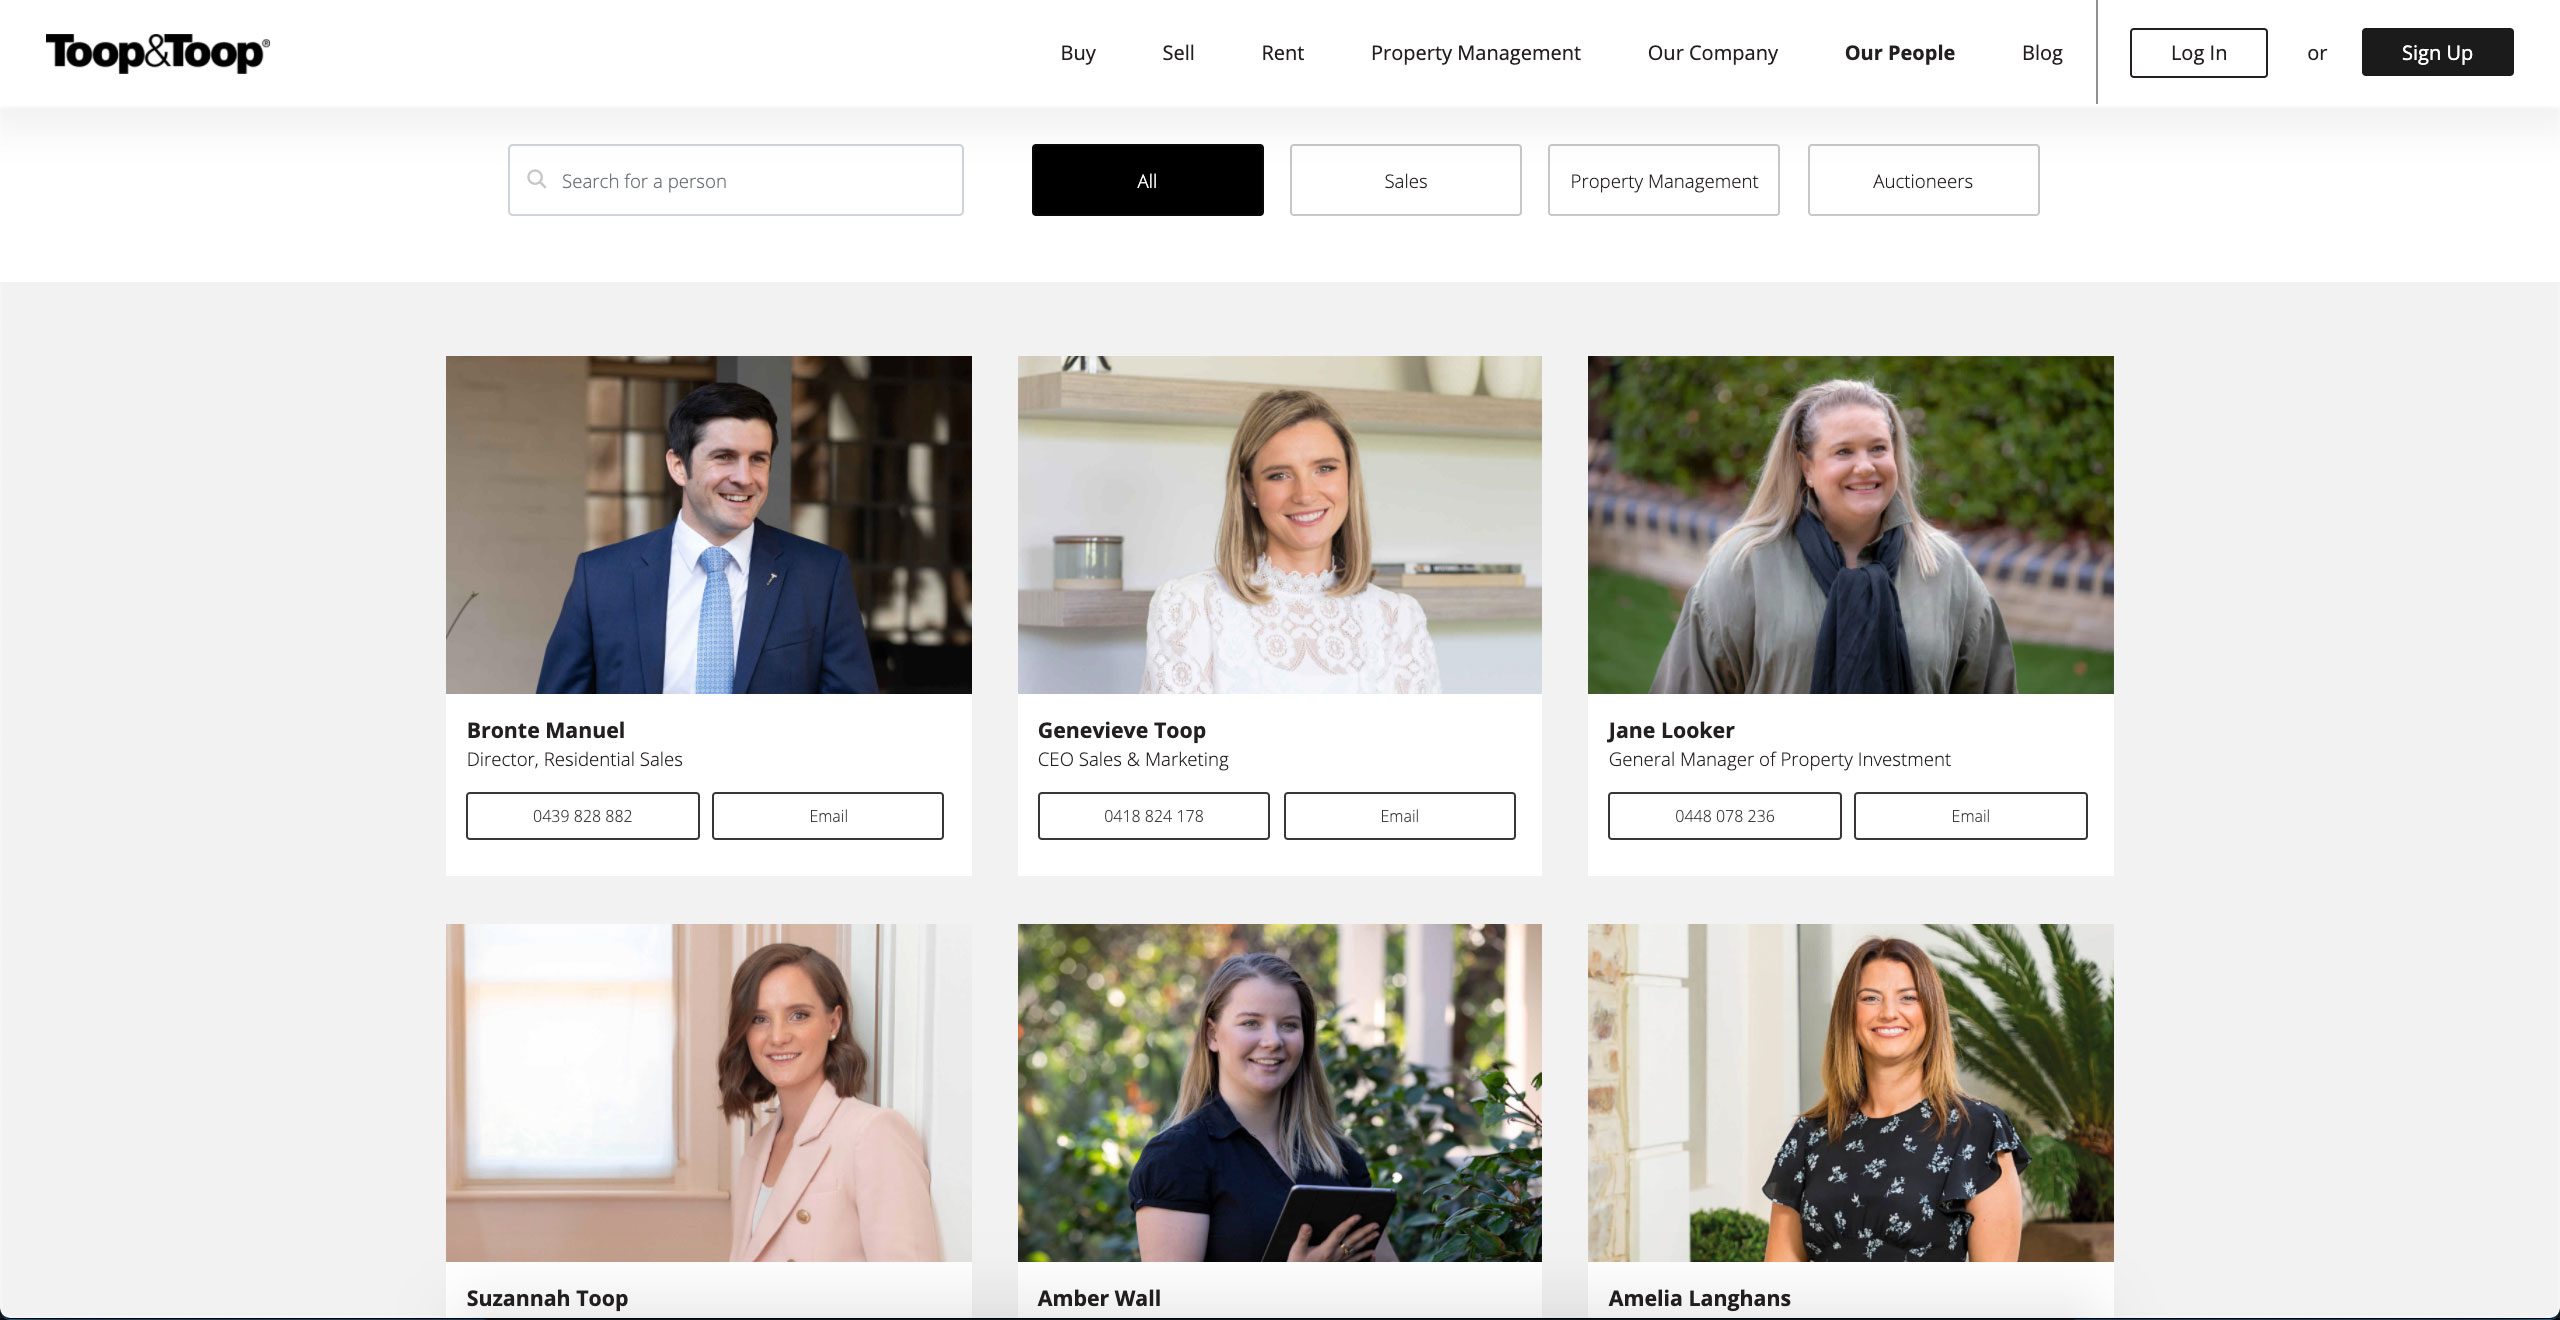 Toop&Toop®
Buy Sell Rent Property Management Our Company Our People Blog Log In or Sign Up
Search for a person All Sales Property Management Auctioneers
Bronte Manuel
Director, Residential Sales
0439 828 882 Email
Genevieve Toop
CEO Sales & Marketing
0418 824 178 Email
Jane Looker
General Manager of Property Investment
0448 078 236 Email
Suzannah Toop
Amber Wall
Amelia Langhans